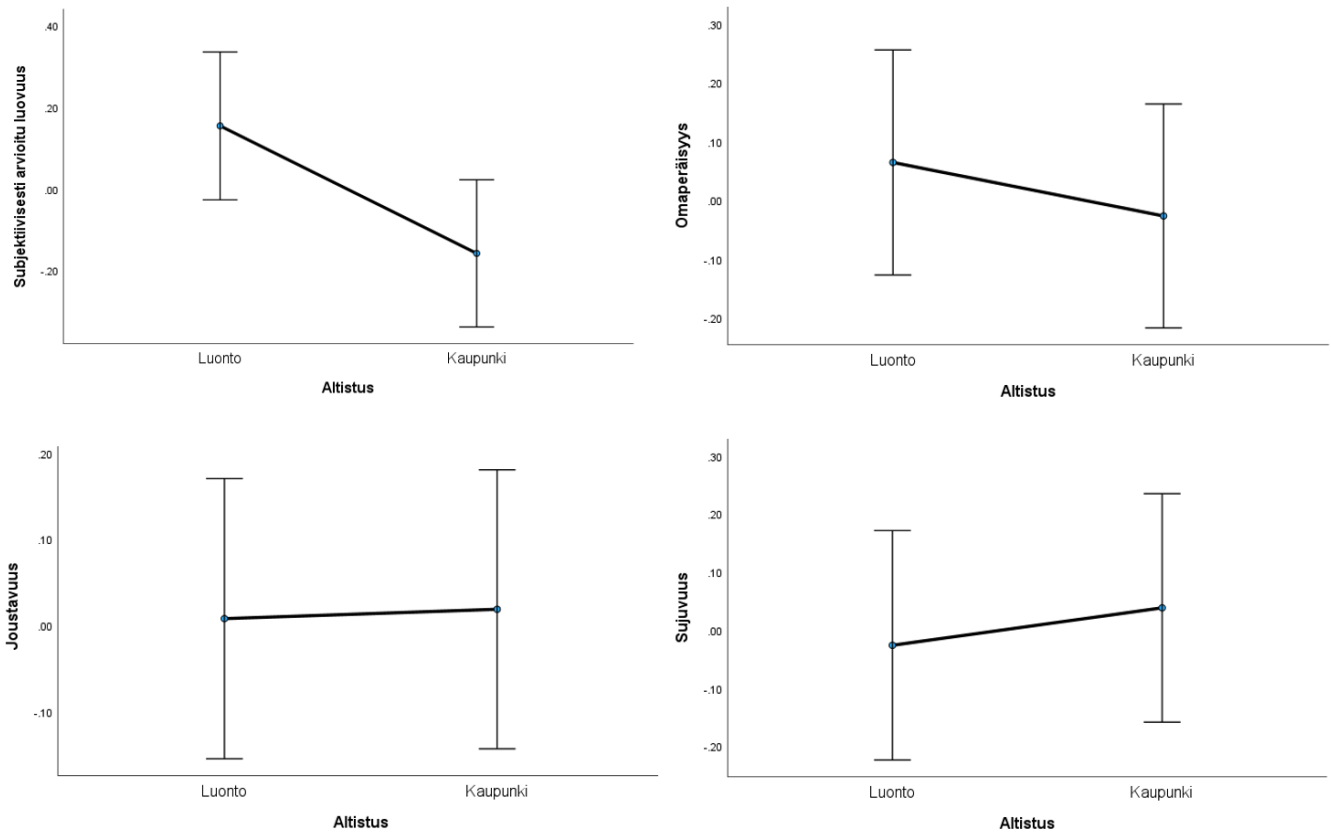 Subjektiivisesti arvioitu luovuus
.40
.20
.00
-.20
Luonto
Kaupunki
Altistus
Omaperäisyys
.30
.20
.10
.00
-.10
-.20
Luonto
Kaupunki
Altistus
Joustavuus
.20
.10
.00
-.10
Luonto
Kaupunki
Altistus
Sujuvuus
.30
.20
.10
.00
-.10
-.20
Luonto
Kaupunki
Altistus